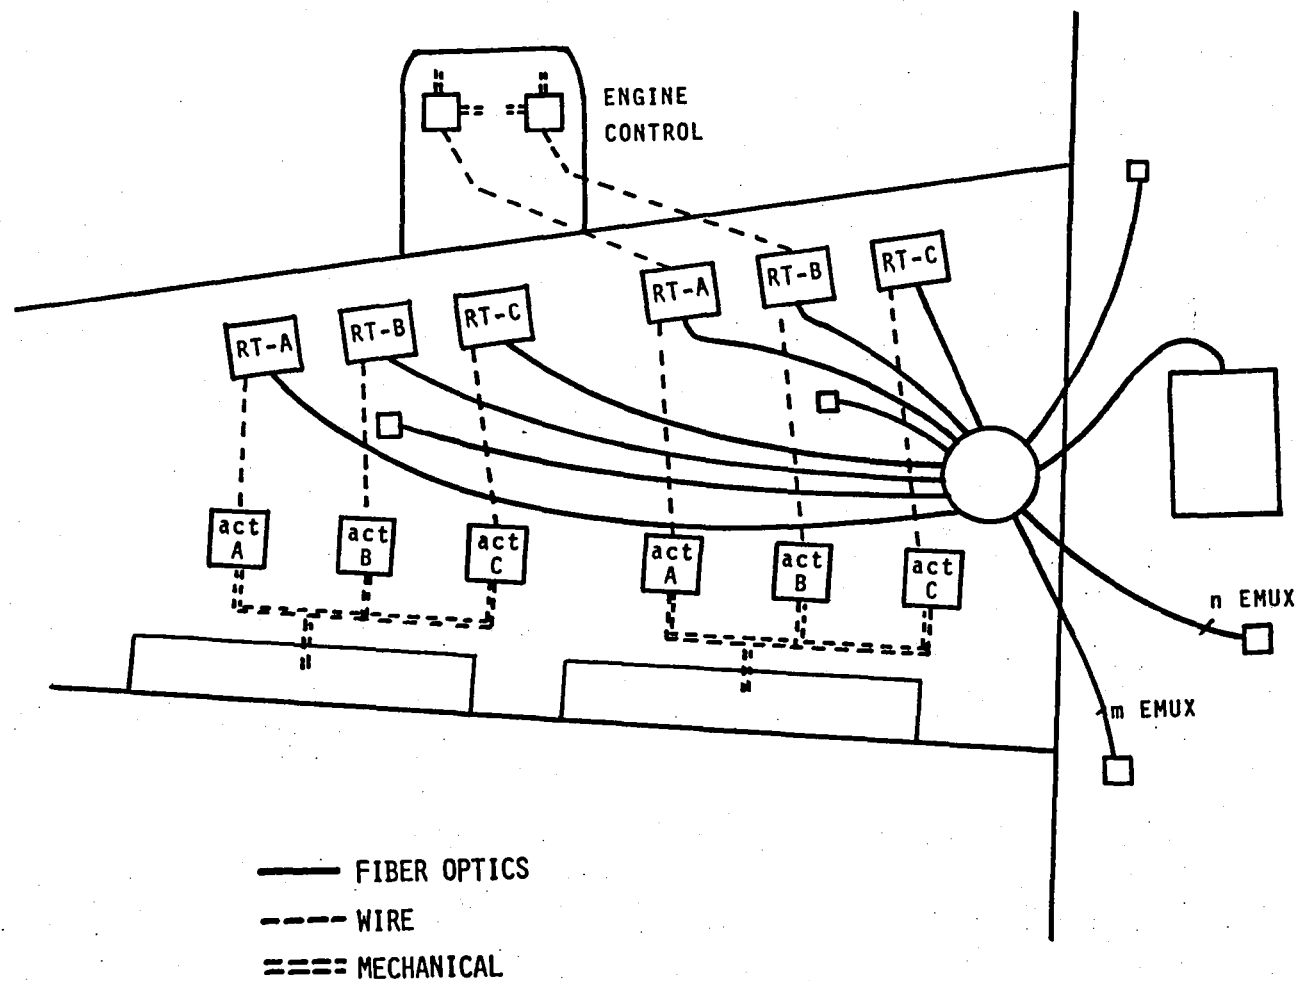 ENGINE
CONTROL
RT-C
RT-B
RT-A
RT-C
RT-B
RT-A
act
A
act
B
act
C
act
A
act
B
act
C
n EMUX
m EMUX
FIBER OPTICS
WIRE
MECHANICAL